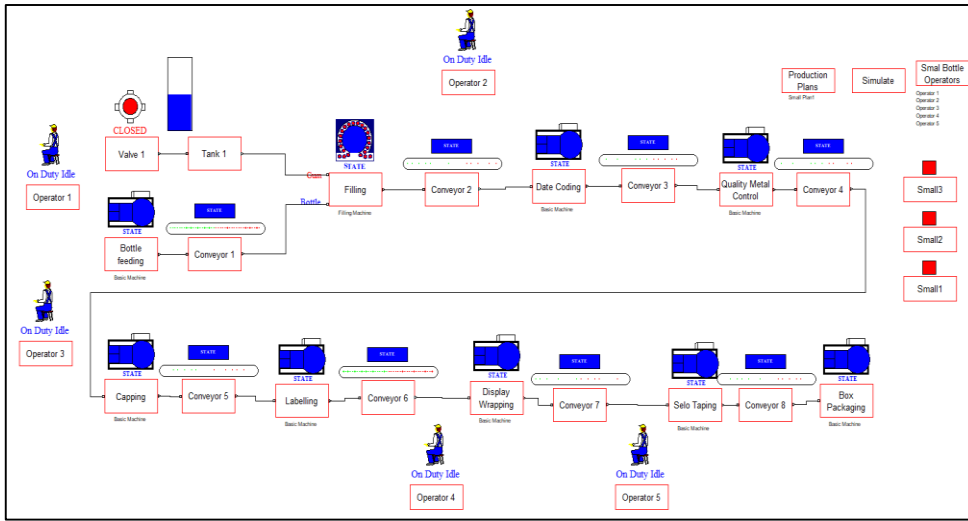 On Duty Idle
Operator 2
Production
Plans
Small Plan1
Simulate
Smal Bottle
Operators
Operator 1
Operator 2
Operator 3
Operator 4
Operator 5
CLOSED
Valve 1
Tank 1
On Duty Idle
Operator 1
STATE
Filling
Filling Machine
Bottle
STATE
Conveyor 2
STATE
Date Coding
Basic Machine
STATE
Conveyor 3
STATE
Quality Metal
Control
Basic Machine
STATE
Conveyor 4
Small3
Small2
Small1
STATE
Bottle
feeding
Basic Machine
STATE
Conveyor 1
On Duty Idle
Operator 3
STATE
Capping
Basic Machine
STATE
Conveyor 5
STATE
Labelling
Basic Machine
STATE
Conveyor 6
STATE
Display
Wrapping
Basic Machine
STATE
Conveyor 7
STATE
Selo Taping
Basic Machine
STATE
Conveyor 8
STATE
Box
Packaging
Basic Machine
On Duty Idle
Operator 4
On Duty Idle
Operator 5